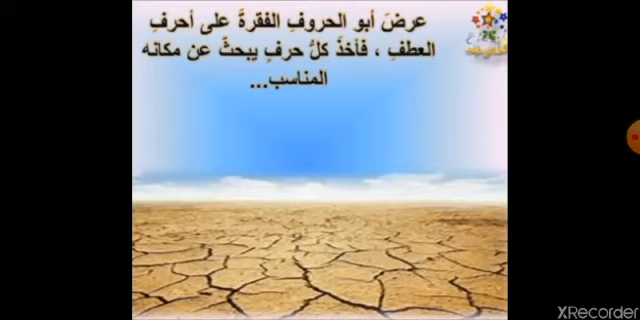 عرضَ أبو الحروفِ الفقرةَ على أحرفِ
العطفِ ، فأخذَ كلُّ حرفٍ يبحثُ عن مكانه
المناسب...
XRecorder